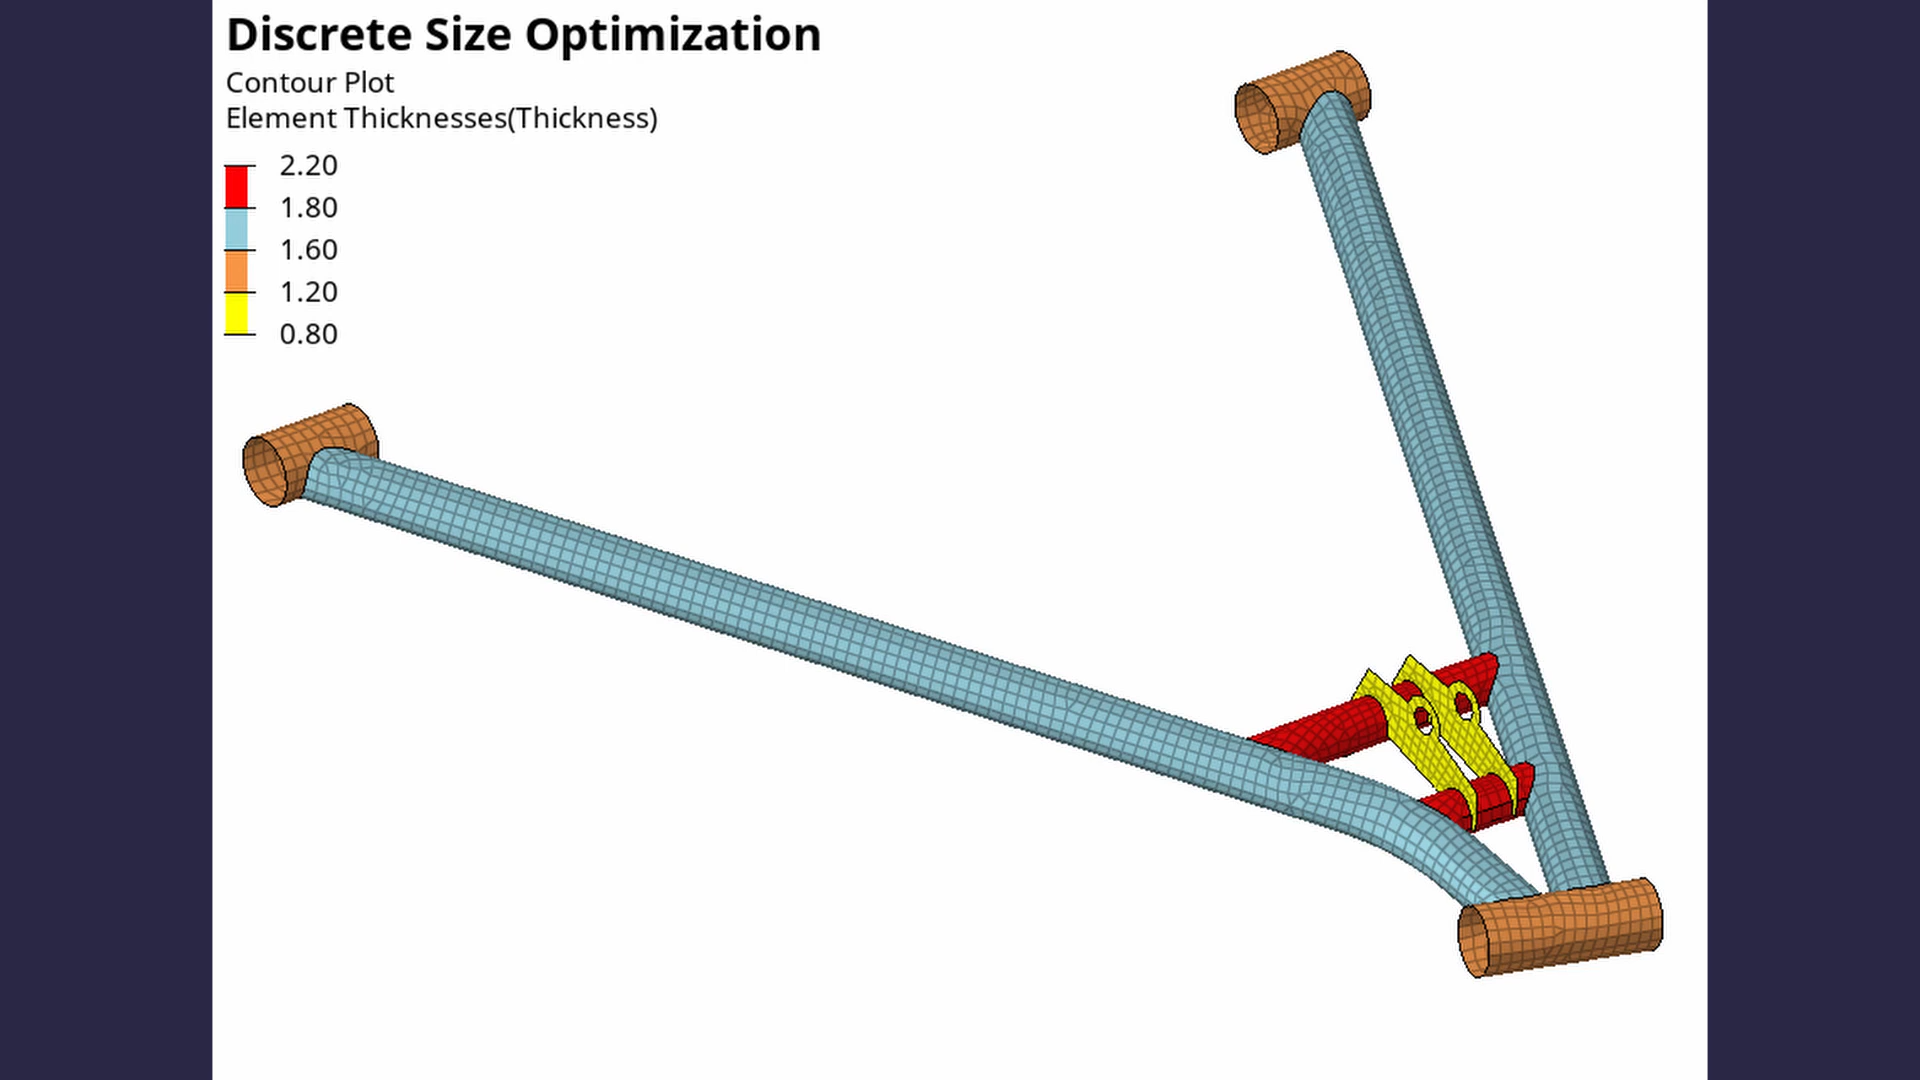 Discrete Size Optimization
Contour Plot
Element Thicknesses(Thickness)
2.20
1.80
1.60
1.20
0.80